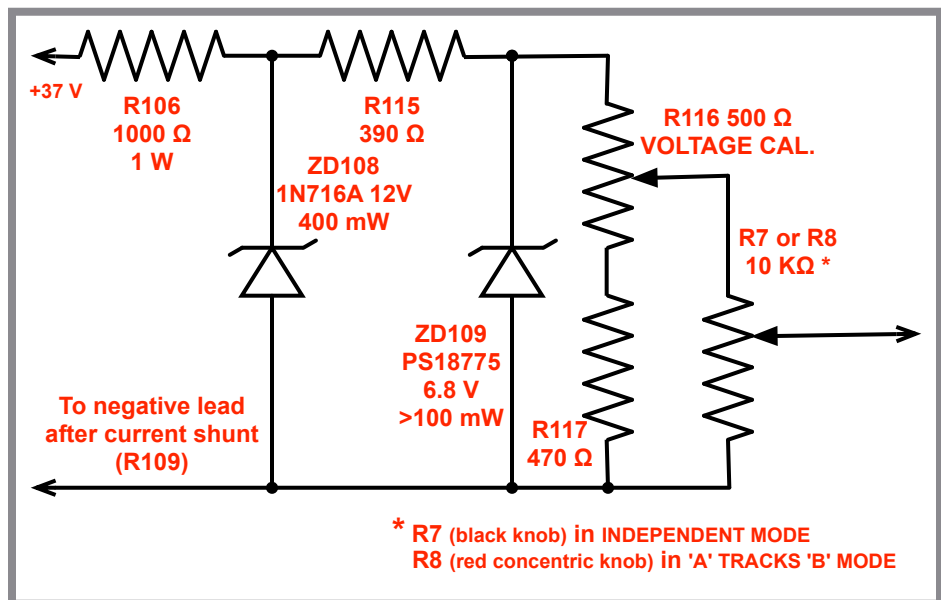 +37 V
R106
1000 Ω
1 W
R115
390 Ω
ZD108
1N716A 12V
400 mW
R116 500 Ω
VOLTAGE CAL.
R7 or R8
10 KΩ *
ZD109
PS18775
6.8 V
>100 mW
To negative lead
after current shunt
(R109)
R117
470 Ω
* R7 (black knob) in INDEPENDENT MODE
R8 (red concentric knob) in 'A' TRACKS 'B' MODE